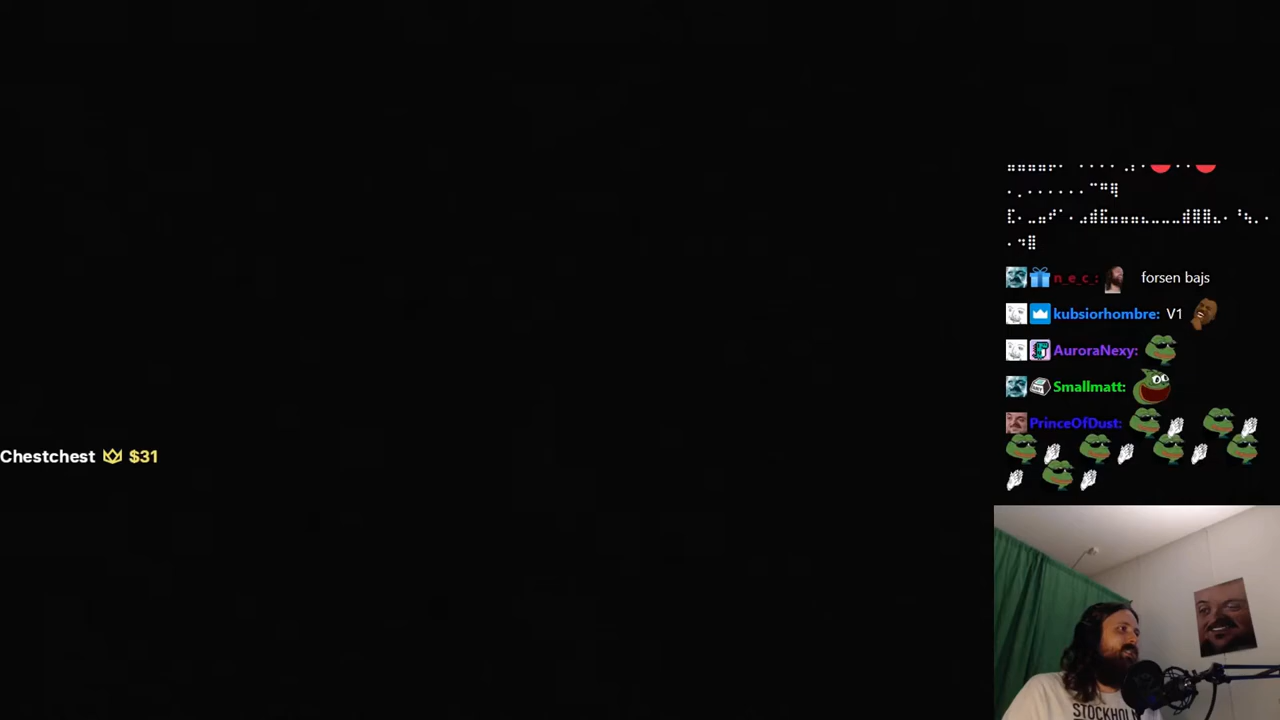 n_e_c_: forsen bajs
kubsiorhombre: V1
AuroraNexy:
Smallmatt:
PrinceOfDust:
Chestchest $31
STOCKHOL